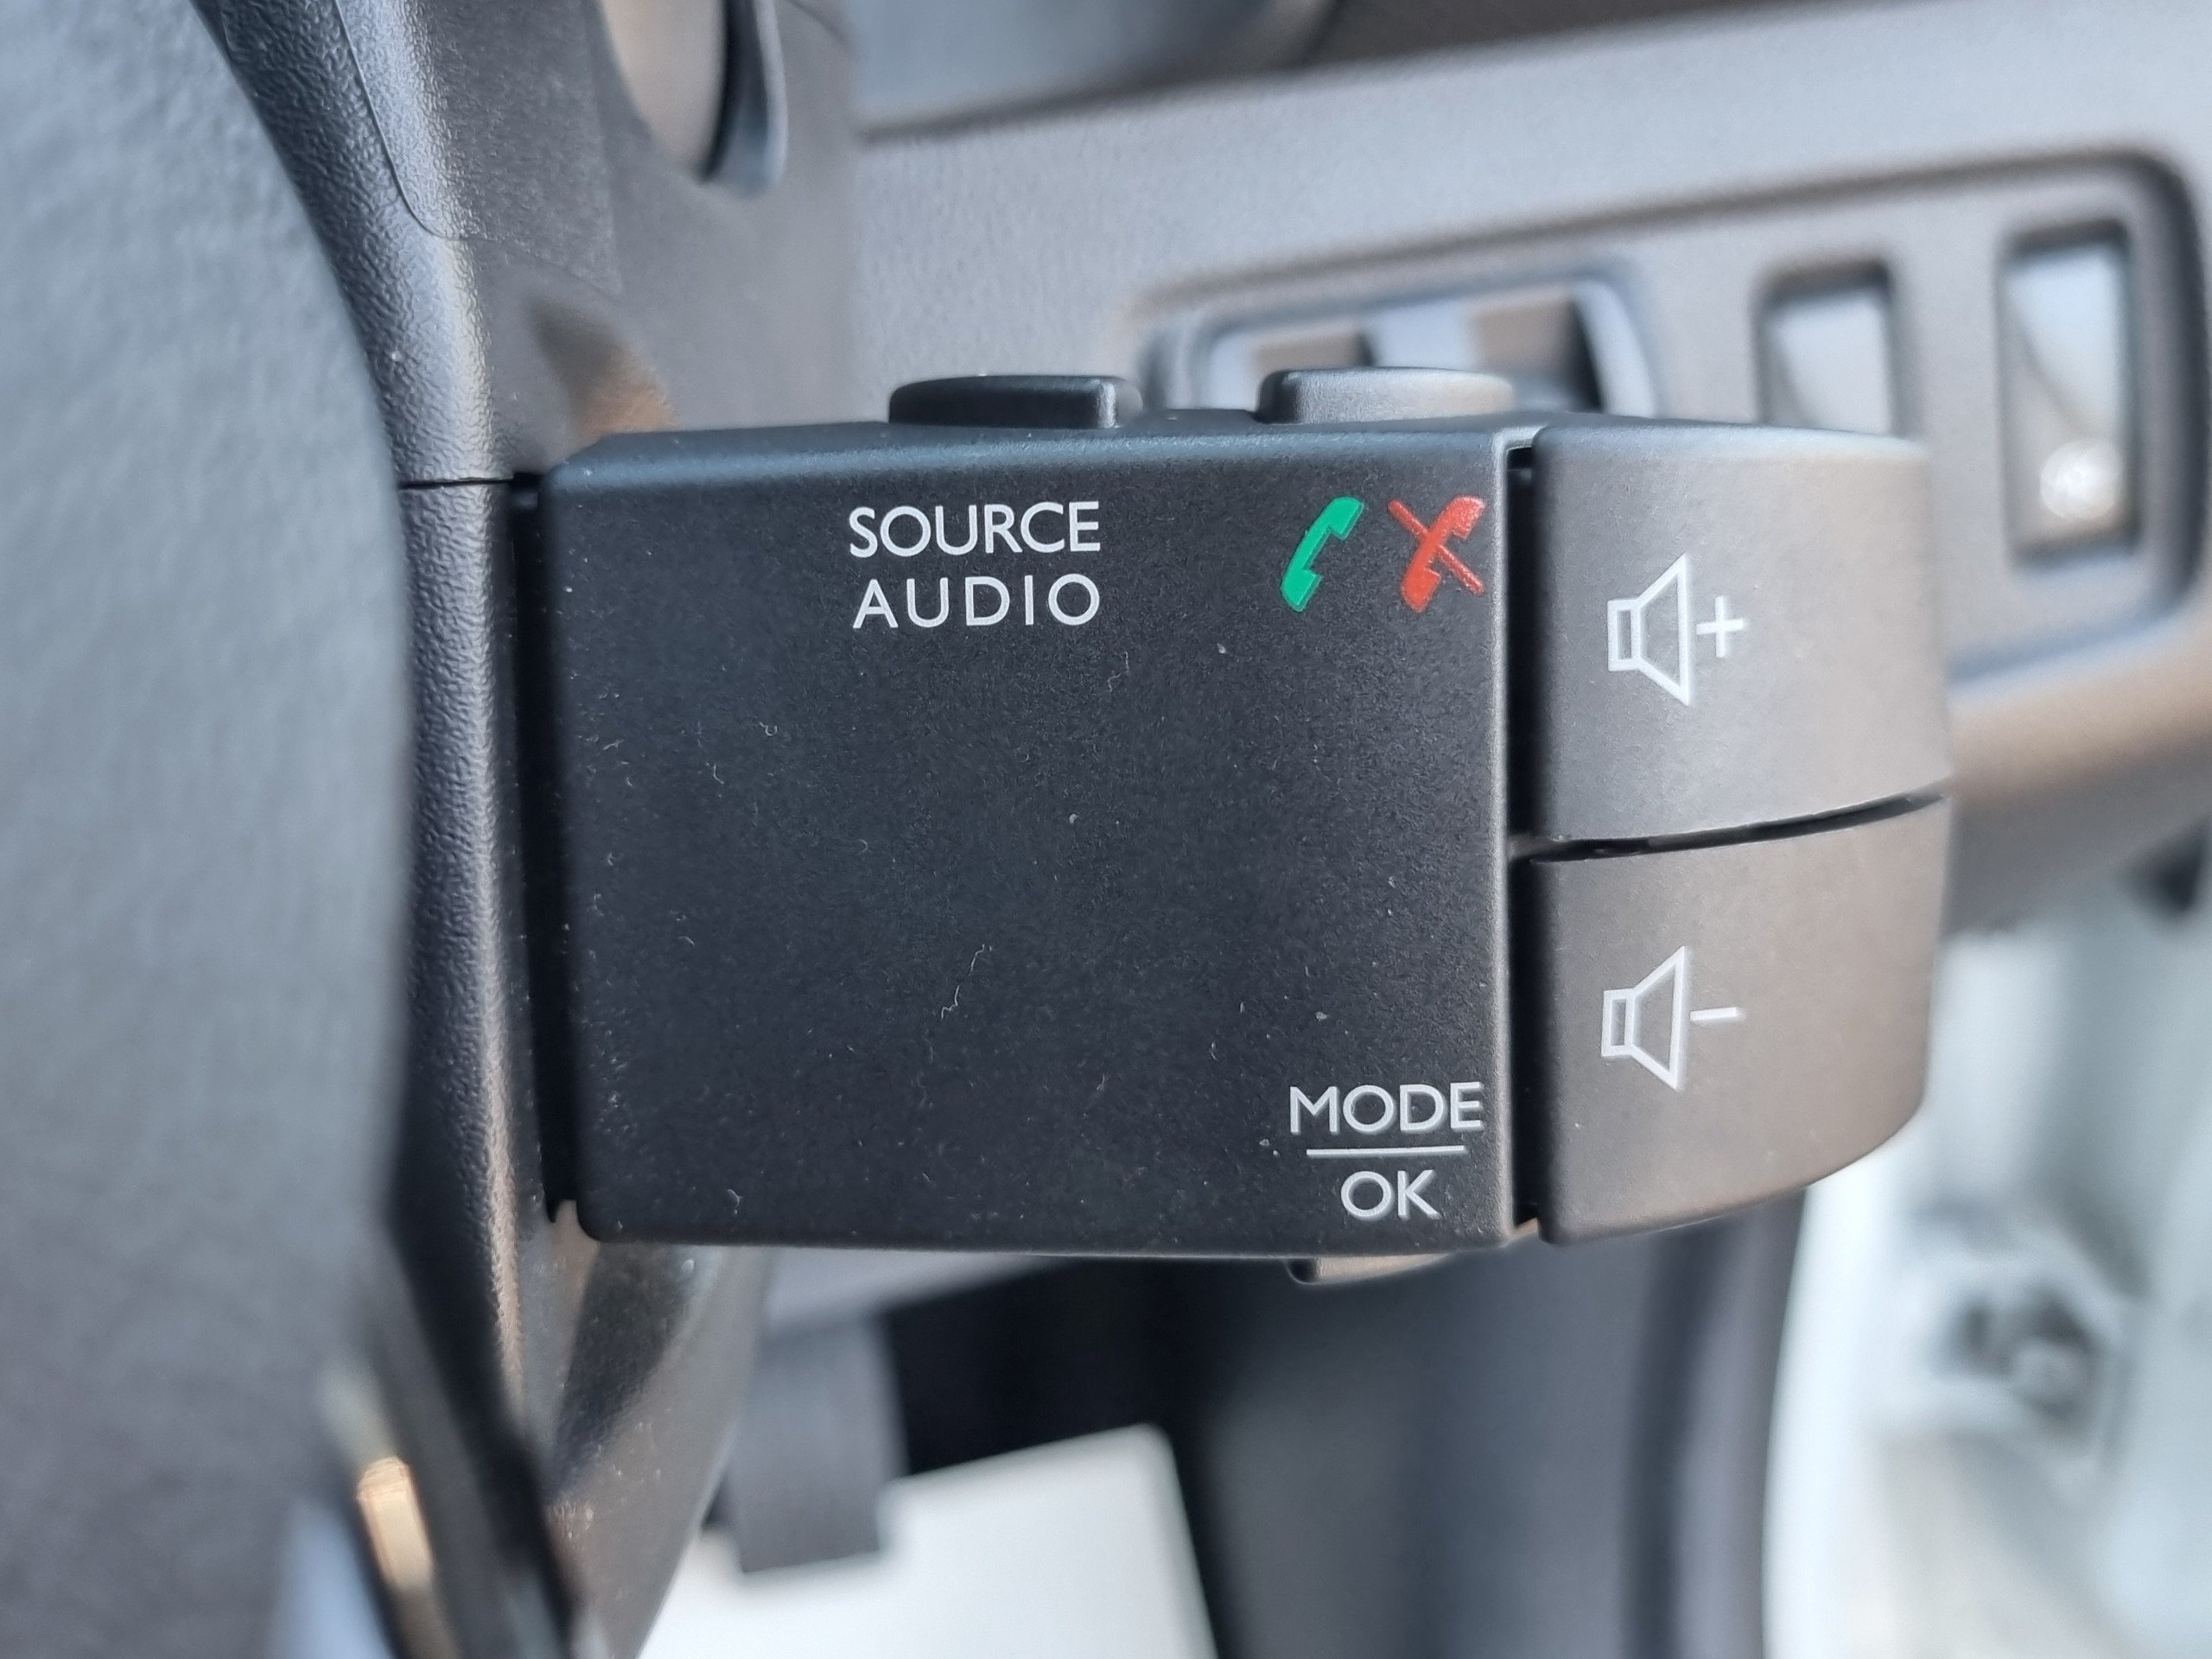 SOURCE
AUDIO
+
-
MODE
OK